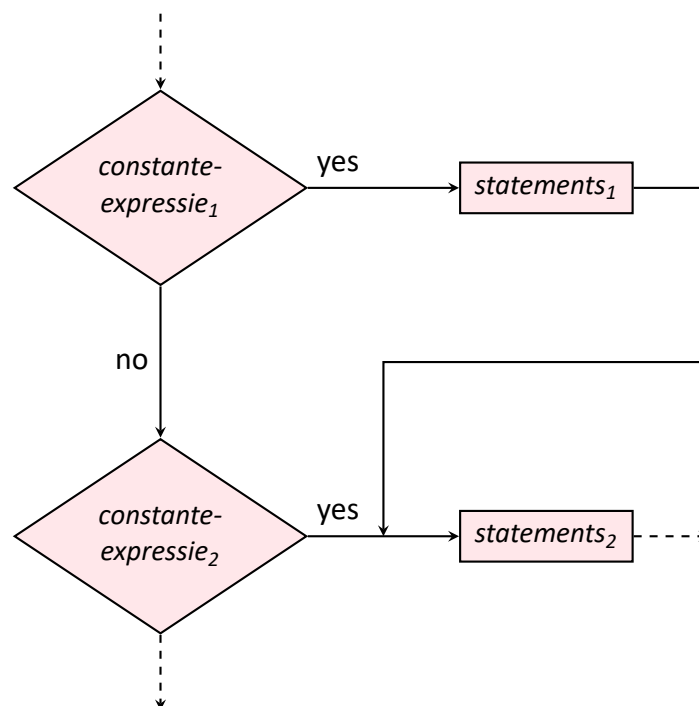 constante-
expressie₁
yes
statements₁
no
constante-
expressie₂
yes
statements₂